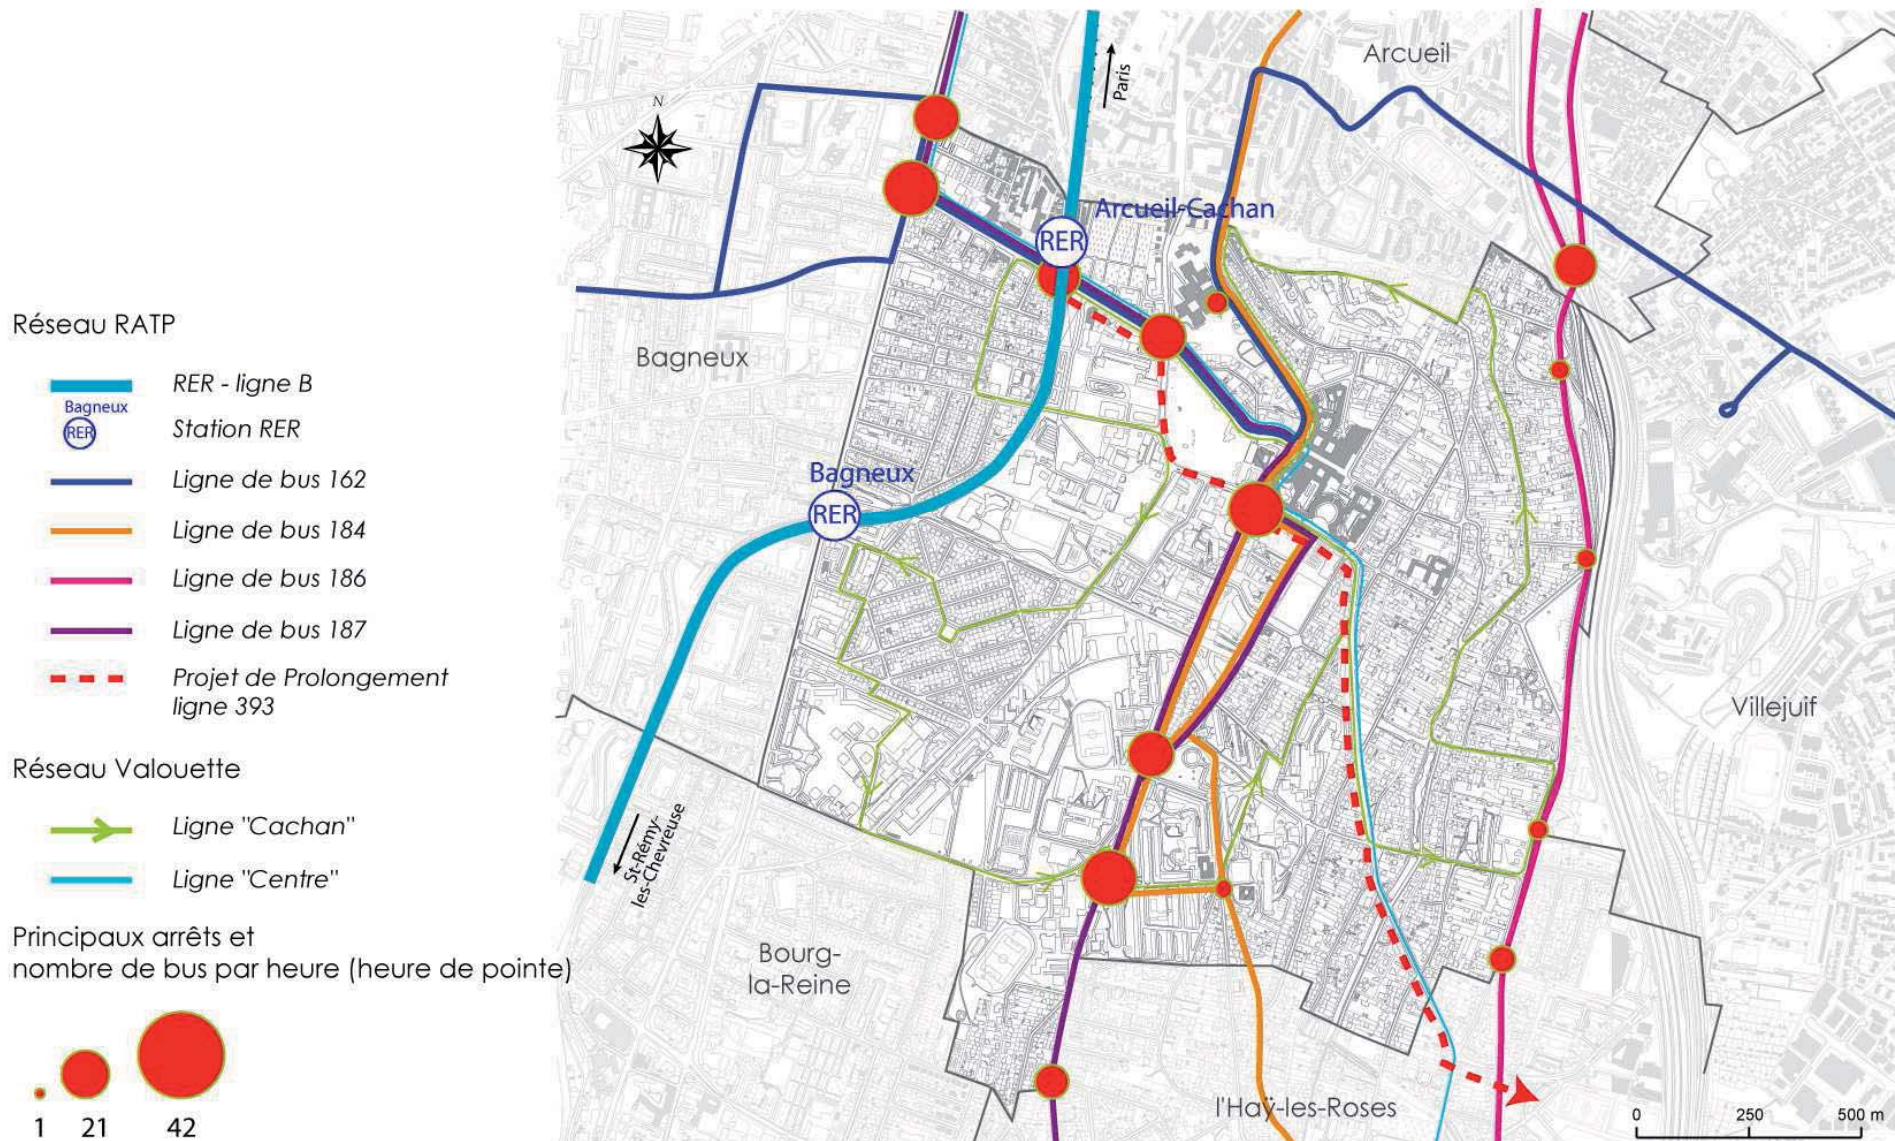 Réseau RATP
RER - ligne B
Bagneux
RER
Station RER
Ligne de bus 162
Ligne de bus 184
Ligne de bus 186
Ligne de bus 187
Projet de Prolongement
ligne 393
Réseau Valouette
Ligne "Cachan"
Ligne "Centre"
Principaux arrêts et
nombre de bus par heure (heure de pointe)
1
21
42
N
Paris
Arcueil
Arcueil-Cachan
RER
Bagneux
Bagneux
RER
Villejuif
St-Rémy-
les-Chevreuse
Bourg-
la-Reine
l'Haÿ-les-Roses
0
250
500 m